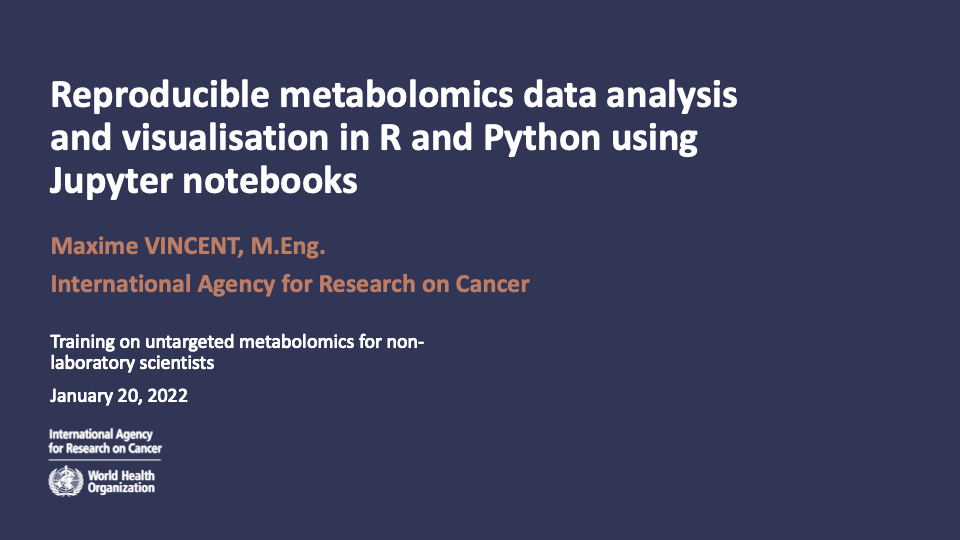 Reproducible metabolomics data analysis
and visualisation in R and Python using
Jupyter notebooks
Maxime VINCENT, M.Eng.
International Agency for Research on Cancer
Training on untargeted metabolomics for non-
laboratory scientists
January 20, 2022
International Agency
for Research on Cancer
World Health
Organization